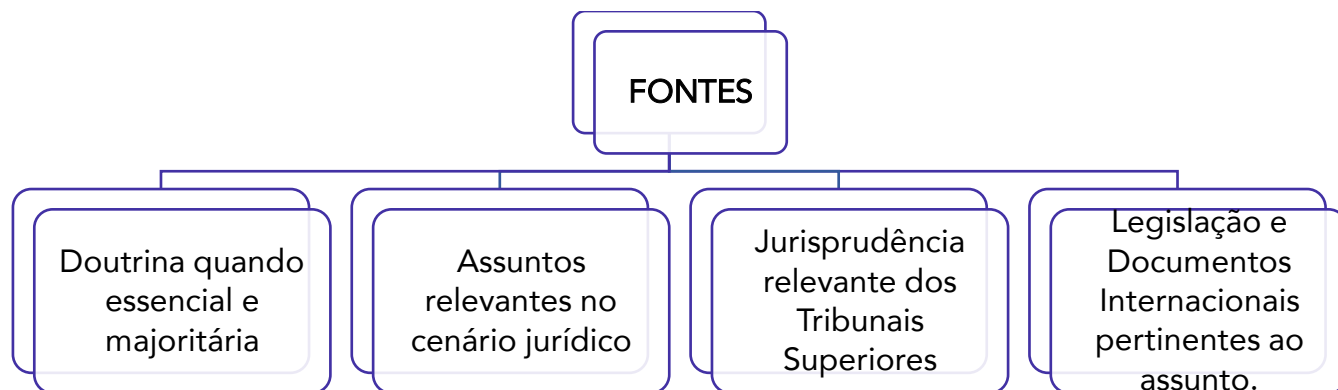 FONTES
Doutrina quando
essencial e
majoritária
Assuntos
relevantes no
cenário jurídico
Jurisprudência
relevante dos
Tribunais
Superiores
Legislação e
Documentos
Internacionais
pertinentes ao
assunto.